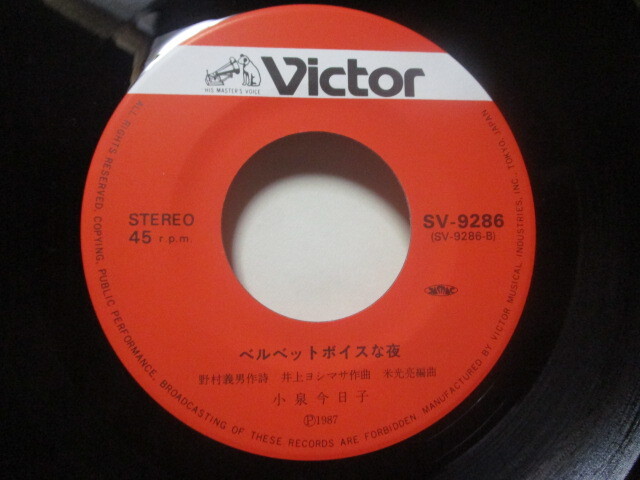 Victor
HIS MASTER'S VOICE
STEREO
45 r.p.m.
SV-9286
(SV-9286-B)
ベルベットボイスな夜
野村義男作詩 井上ヨシマサ作曲 米光亮編曲
小泉今日子
Ⓟ1987
ALL RIGHTS RESERVED. COPYING, PUBLIC PERFORMANCE, BROADCASTING OF THESE RECORDS ARE FORBIDDEN. MANUFACTURED BY VICTOR MUSICAL INDUSTRIES, INC. TOKYO, JAPAN